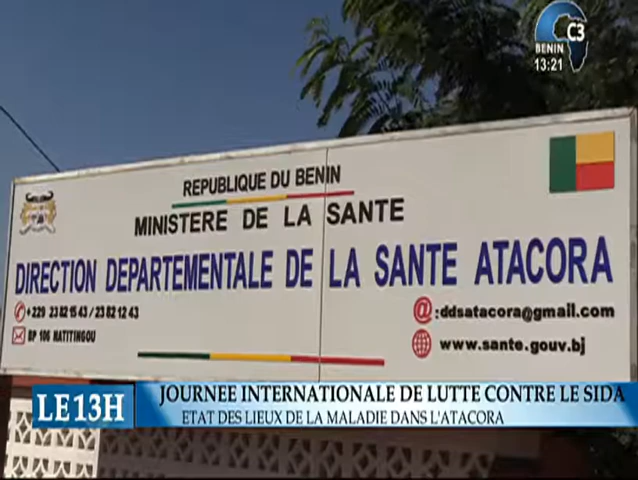 C3
BENIN
13:21
REPUBLIQUE DU BENIN
MINISTERE DE LA SANTE
DIRECTION DEPARTEMENTALE DE LA SANTE ATACORA
+229 23 82 15 43 / 23 82 12 43
@:ddsatacora@gmail.com
BP 106 NATITINGOU
www.sante.gouv.bj
LE13H
JOURNEE INTERNATIONALE DE LUTTE CONTRE LE SIDA
ETAT DES LIEUX DE LA MALADIE DANS L'ATACORA